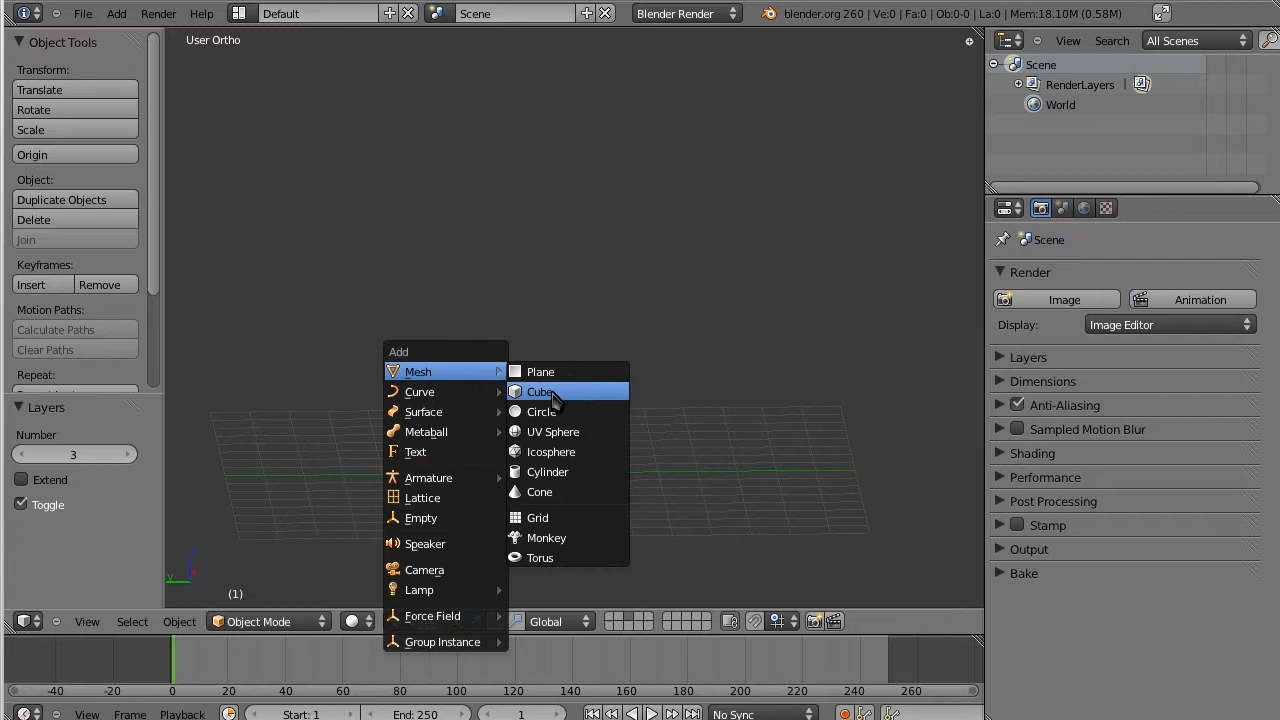 File Add Render Help Default Scene Blender Render blender.org 260 | Ve:0 | Fa:0 | Ob:0-0 | La:0 | Mem:18.10M (0.58M)
Object Tools
Transform:
Translate
Rotate
Scale
Origin
Object:
Duplicate Objects
Delete
Join
Keyframes:
Insert Remove
Motion Paths:
Calculate Paths
Clear Paths
Repeat:
Layers
Number
3
Extend
Toggle
User Ortho
Add
Mesh
Curve
Surface
Metaball
Text
Armature
Lattice
Empty
Speaker
Camera
Lamp
Force Field
Group Instance
Plane
Cube
Circle
UV Sphere
Icosphere
Cylinder
Cone
Grid
Monkey
Torus
y
(1)
View Select Object Object Mode Global
-40 -20 0 20 40 60 80 100 120 140 160 180 200 220 240 260
View Frame Playback Start: 1 End: 250 1 No Sync
View Search All Scenes
Scene
RenderLayers |
World
Scene
Render
Image Animation
Display: Image Editor
Layers
Dimensions
Anti-Aliasing
Sampled Motion Blur
Shading
Performance
Post Processing
Stamp
Output
Bake